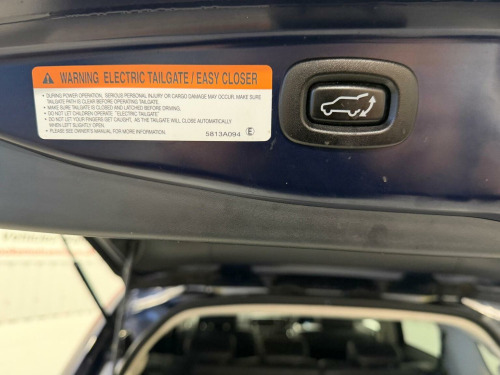 WARNING ELECTRIC TAILGATE / EASY CLOSER
• DURING POWER OPERATION, SERIOUS PERSONAL INJURY OR CARGO DAMAGE MAY OCCUR. MAKE SURE
TAILGATE PATH IS CLEAR BEFORE OPERATING TAILGATE.
• MAKE SURE TAILGATE IS CLOSED AND LATCHED BEFORE DRIVING.
• DO NOT LET CHILDREN OPERATE "ELECTRIC TAILGATE"
• DO NOT LET YOUR FINGERS GET CAUGHT, AS THE TAILGATE WILL CLOSE AUTOMATICALLY
WHEN LEFT SLIGHTLY OPEN.
• PLEASE SEE OWNER'S MANUAL FOR MORE INFORMATION.
5813A094 E